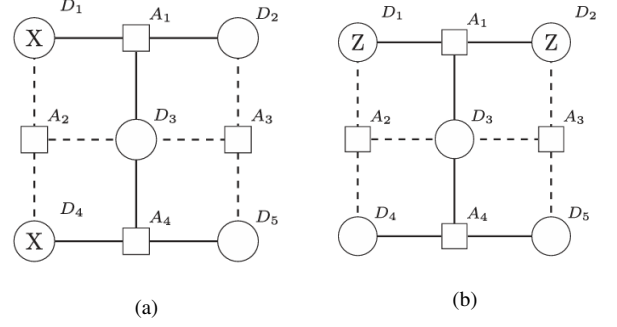 D₁ A₁ D₂ D₁ A₁ D₂
X Z Z
A₂ D₃ A₃ A₂ D₃ A₃
D₄ A₄ D₅ D₄ A₄ D₅
X
(a) (b)